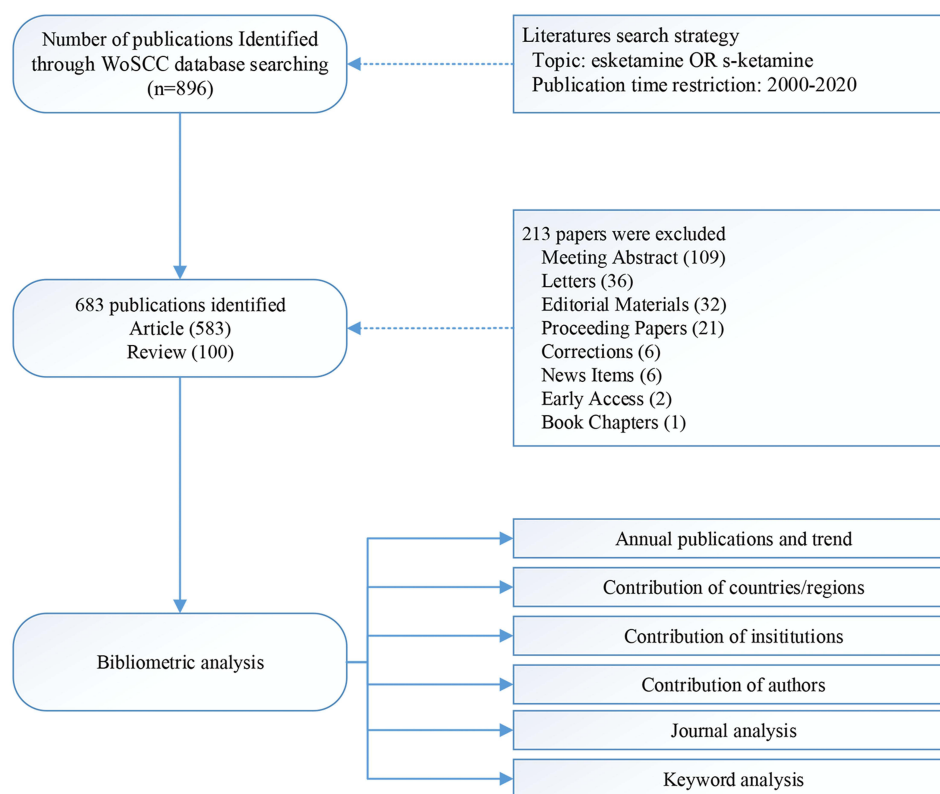 Number of publications Identified
through WoSCC database searching
(n=896)
Literatures search strategy
Topic: esketamine OR s-ketamine
Publication time restriction: 2000-2020
213 papers were excluded
Meeting Abstract (109)
Letters (36)
Editorial Materials (32)
Proceeding Papers (21)
Corrections (6)
News Items (6)
Early Access (2)
Book Chapters (1)
683 publications identified
Article (583)
Review (100)
Bibliometric analysis
Annual publications and trend
Contribution of countries/regions
Contribution of insititutions
Contribution of authors
Journal analysis
Keyword analysis